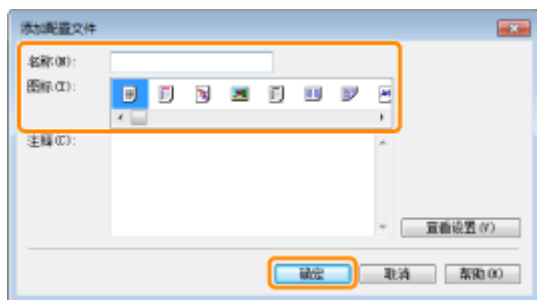 添加配置文件
名称(N):
图标(I):
注释(C):
查看设置(V)
确定
取消
帮助(H)